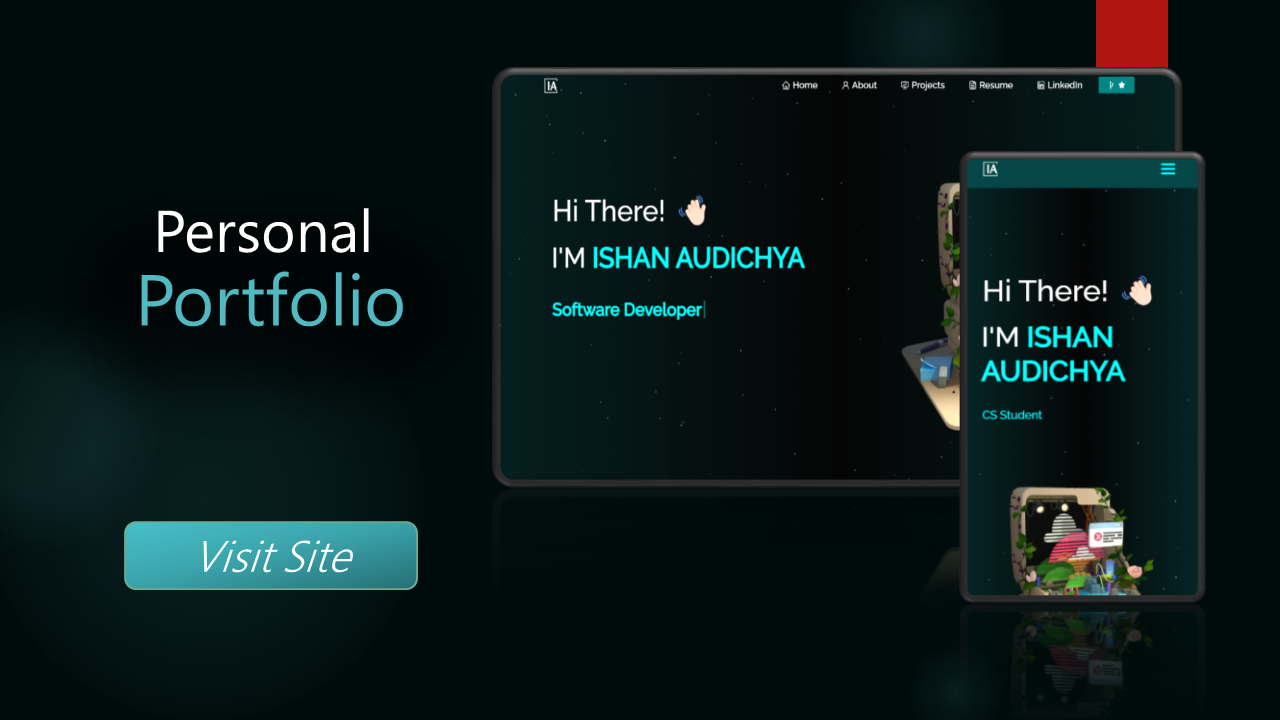 Personal
Portfolio
Visit Site
IA
Home
About
Projects
Resume
LinkedIn
Hi There!
I'M ISHAN AUDICHYA
Software Developer
IA
Hi There!
I'M ISHAN
AUDICHYA
CS Student